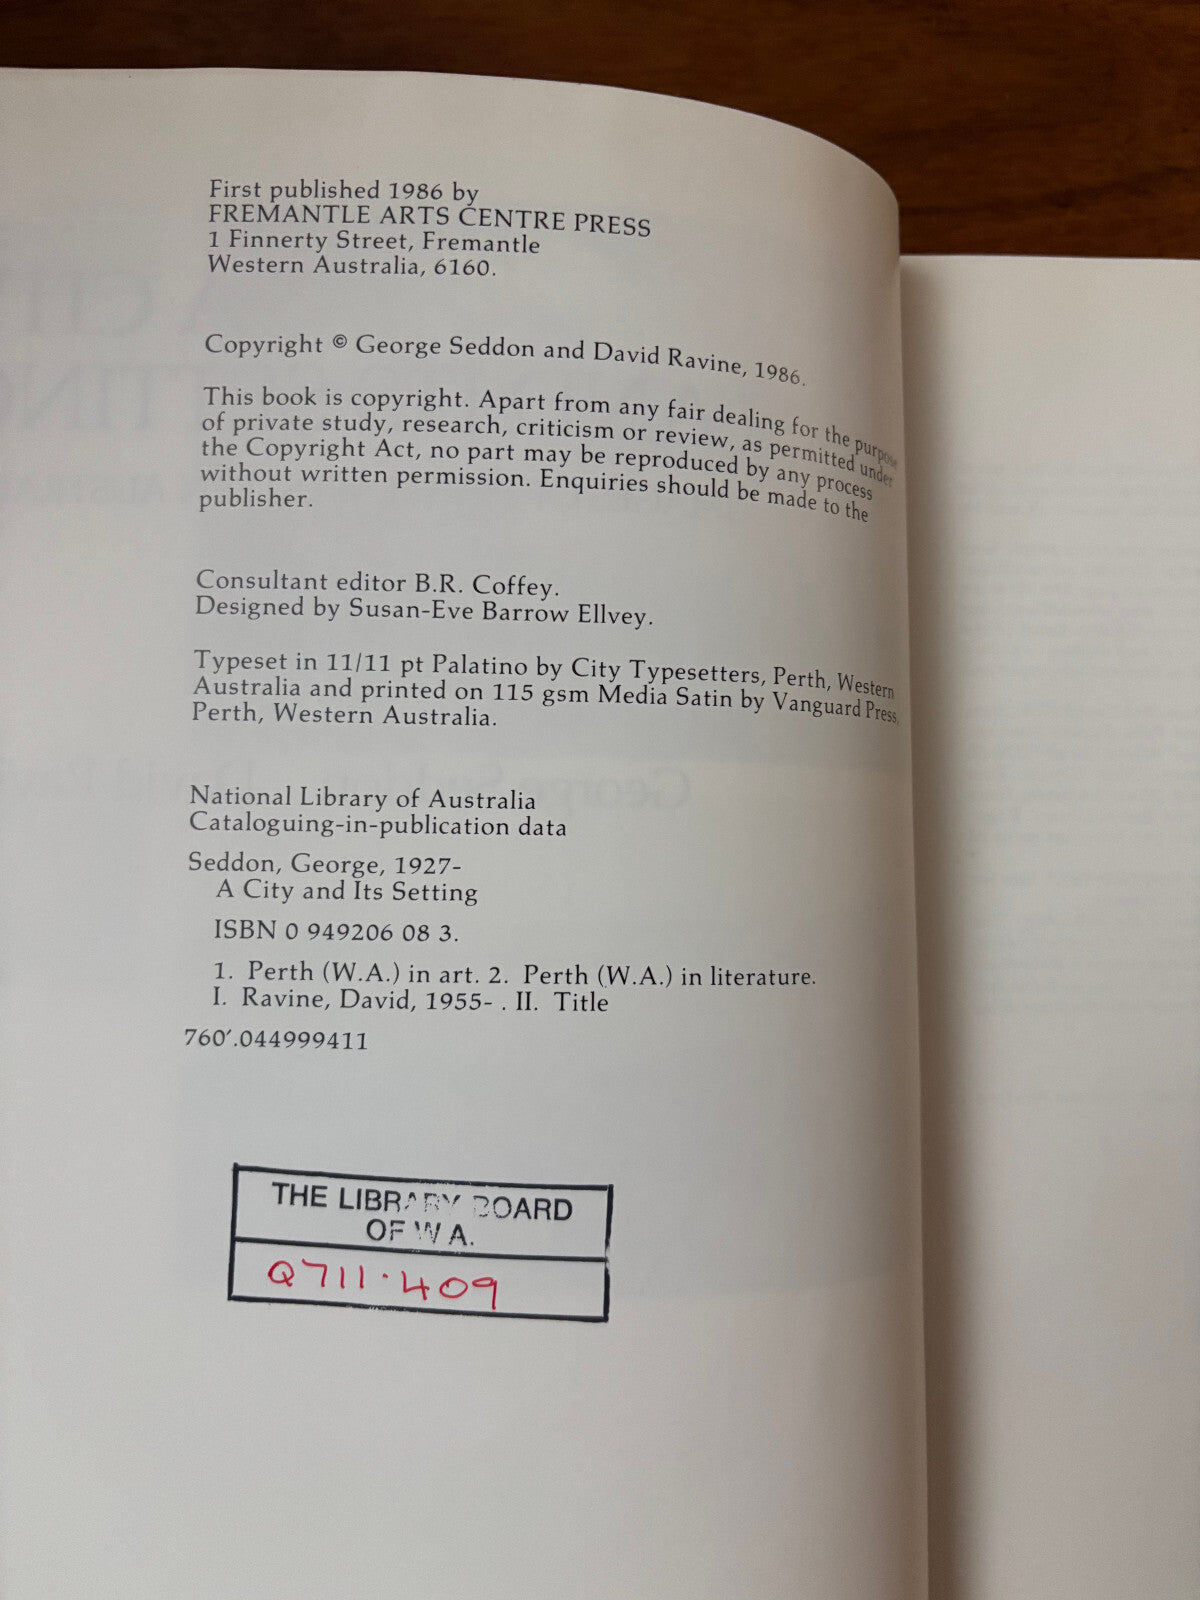 First published 1986 by
FREMANTLE ARTS CENTRE PRESS
1 Finnerty Street, Fremantle
Western Australia, 6160.
Copyright © George Seddon and David Ravine, 1986.
This book is copyright. Apart from any fair dealing for the purpose
of private study, research, criticism or review, as permitted under
the Copyright Act, no part may be reproduced by any process
without written permission. Enquiries should be made to the
publisher.
Consultant editor B.R. Coffey.
Designed by Susan-Eve Barrow Ellvey.
Typeset in 11/11 pt Palatino by City Typesetters, Perth, Western
Australia and printed on 115 gsm Media Satin by Vanguard Press,
Perth, Western Australia.
National Library of Australia
Cataloguing-in-publication data
Seddon, George, 1927-
A City and Its Setting
ISBN 0 949206 08 3.
1. Perth (W.A.) in art. 2. Perth (W.A.) in literature.
I. Ravine, David, 1955- . II. Title
760′.044999411
THE LIBRARY BOARD
OF W A.
Q711.409